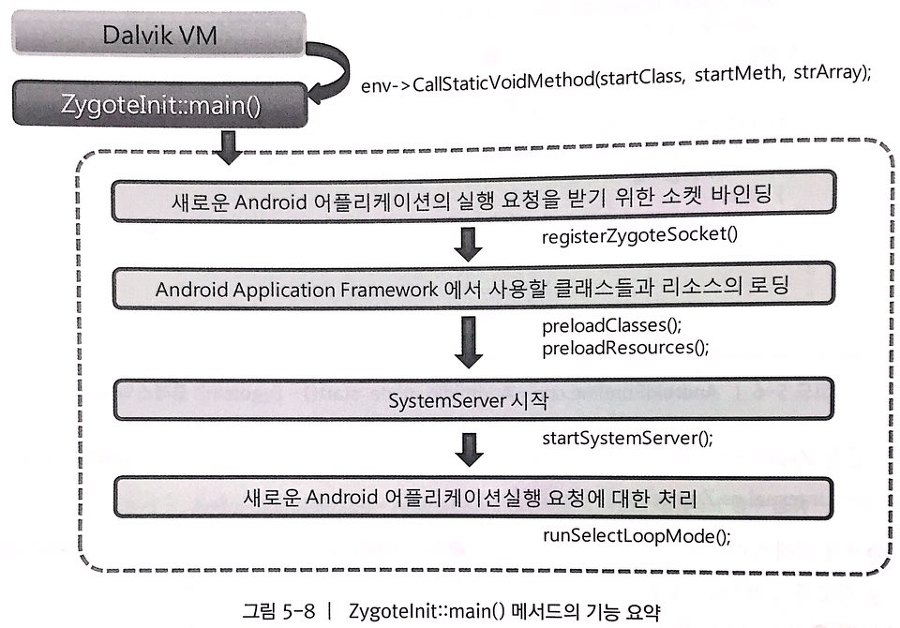 Dalvik VM
env->CallStaticVoidMethod(startClass, startMeth, strArray);
ZygoteInit::main()
새로운 Android 어플리케이션의 실행 요청을 받기 위한 소켓 바인딩
registerZygoteSocket()
Android Application Framework 에서 사용할 클래스들과 리소스의 로딩
preloadClasses();
preloadResources();
SystemServer 시작
startSystemServer();
새로운 Android 어플리케이션실행 요청에 대한 처리
runSelectLoopMode();
그림 5-8 | ZygoteInit::main() 메서드의 기능 요약